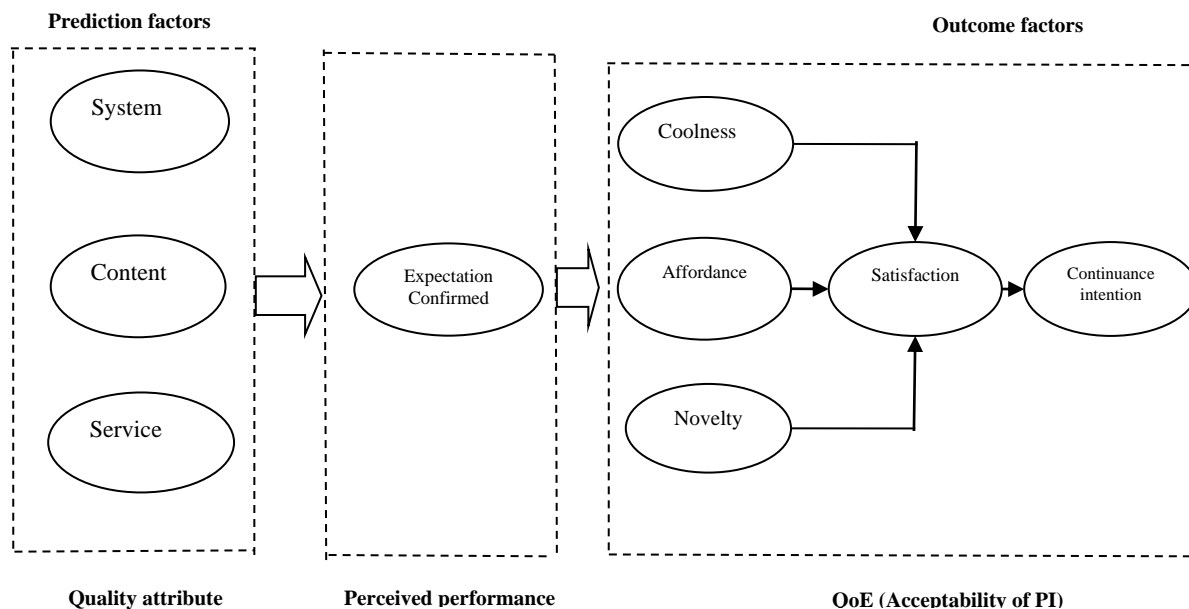 Prediction factors
Outcome factors
System
Content
Service
Expectation
Confirmed
Coolness
Affordance
Novelty
Satisfaction
Continuance
intention
Quality attribute
Perceived performance
QoE (Acceptability of PI)